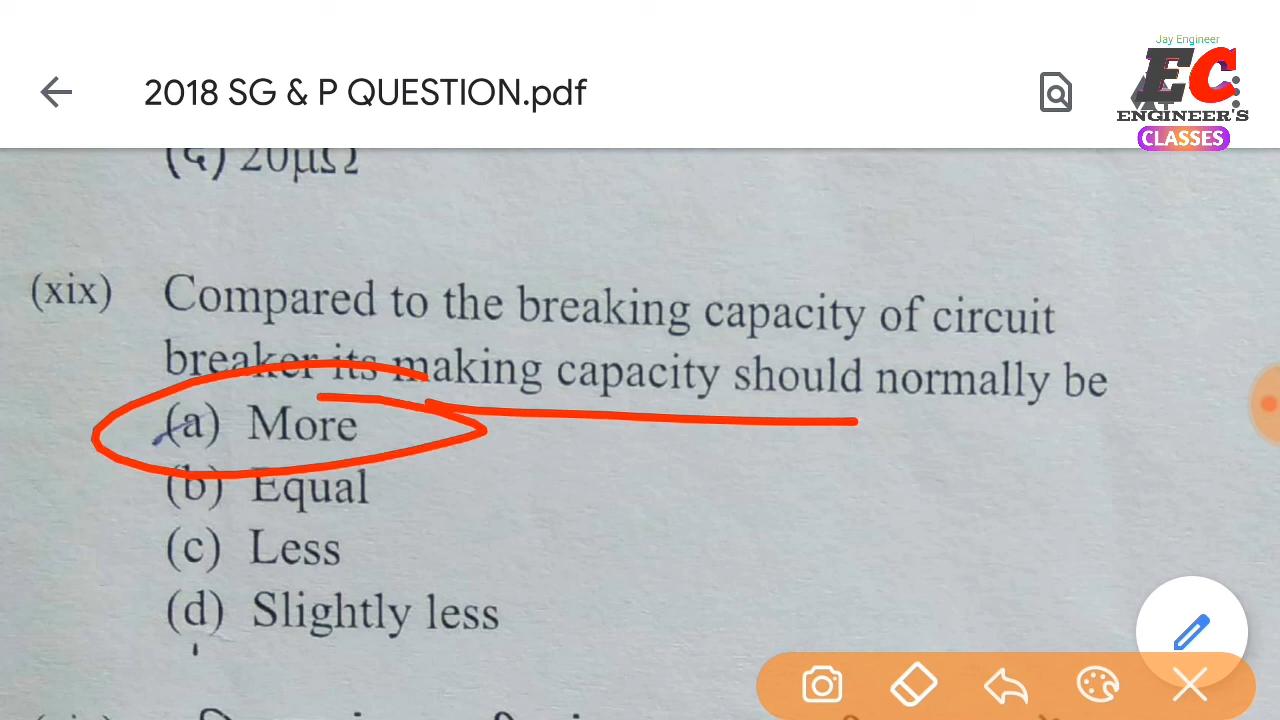 Jay Engineer
EC
2018 SG & P QUESTION.pdf
ENGINEER'S
CLASSES
(द) 20μΩ
(xix) Compared to the breaking capacity of circuit
breaker its making capacity should normally be
(a) More
(b) Equal
(c) Less
(d) Slightly less